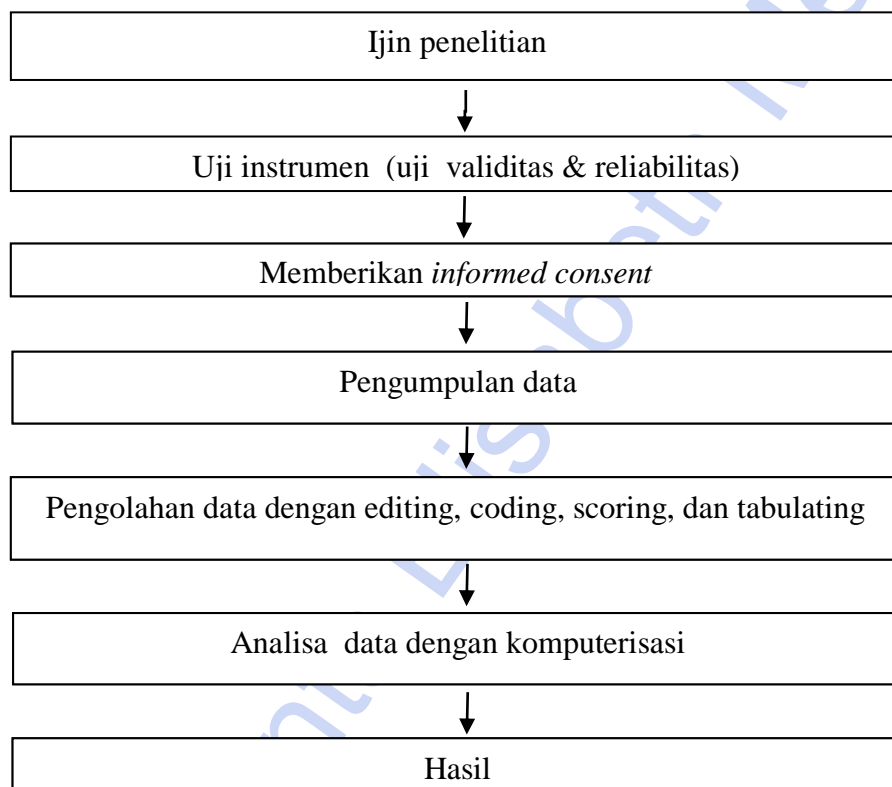 Ijin penelitian
Uji instrumen (uji validitas & reliabilitas)
Memberikan informed consent
Pengumpulan data
Pengolahan data dengan editing, coding, scoring, dan tabulating
Analisa data dengan komputerisasi
Hasil